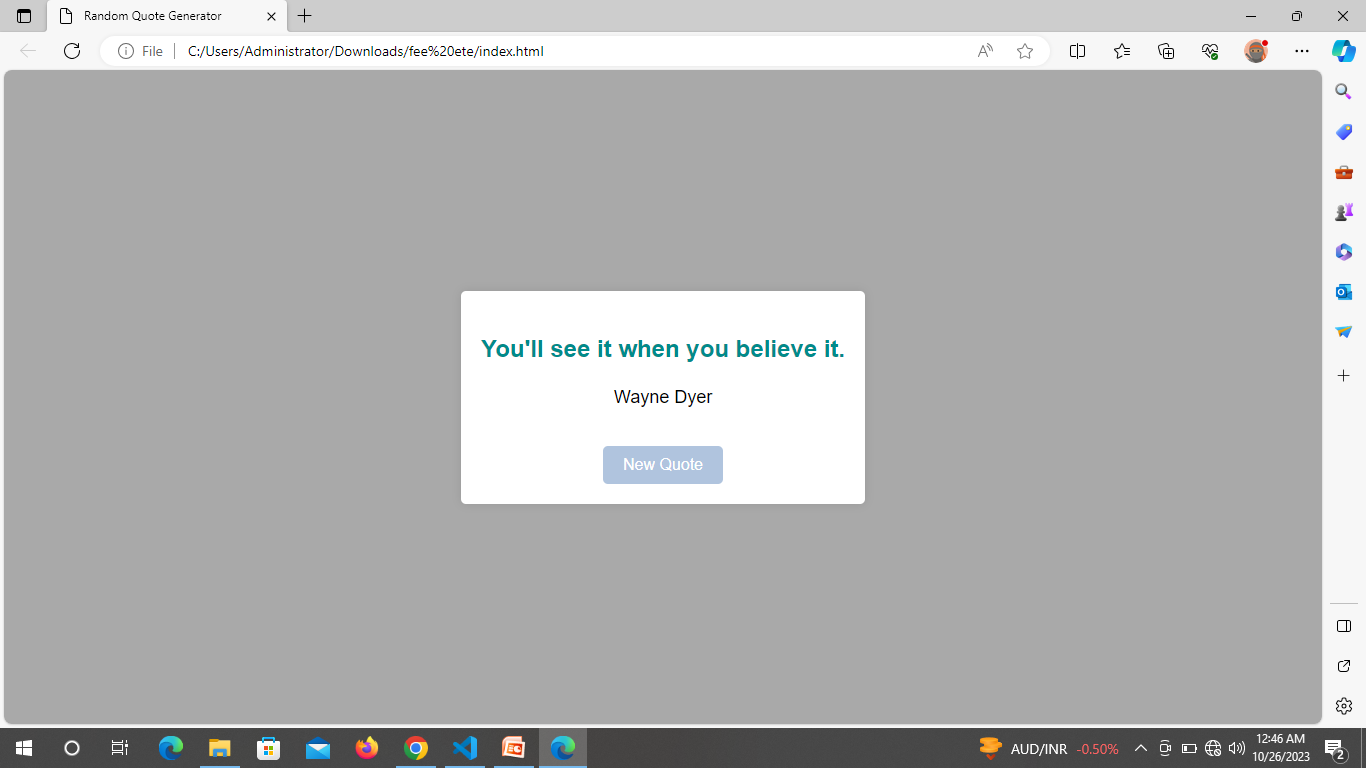 Random Quote Generator
File
C:/Users/Administrator/Downloads/fee%20ete/index.html
You'll see it when you believe it.
Wayne Dyer
New Quote
AUD/INR -0.50%
12:46 AM
10/26/2023
2